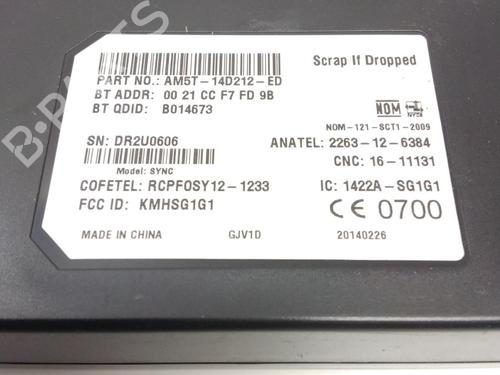 Scrap If Dropped
PART NO.: AM5T-14D212-ED
BT ADDR: 00 21 CC F7 FD 9B
BT QDID: B014673
NOM
NYCE
NOM-121-SCT1-2009
SN: DR2U0606
ANATEL: 2263-12-6384
Model: SYNC
CNC: 16-11131
COFETEL: RCPFOSY12-1233
IC: 1422A-SG1G1
FCC ID: KMHSG1G1
CE 0700
MADE IN CHINA
GJV1D
20140226
B-PARTS